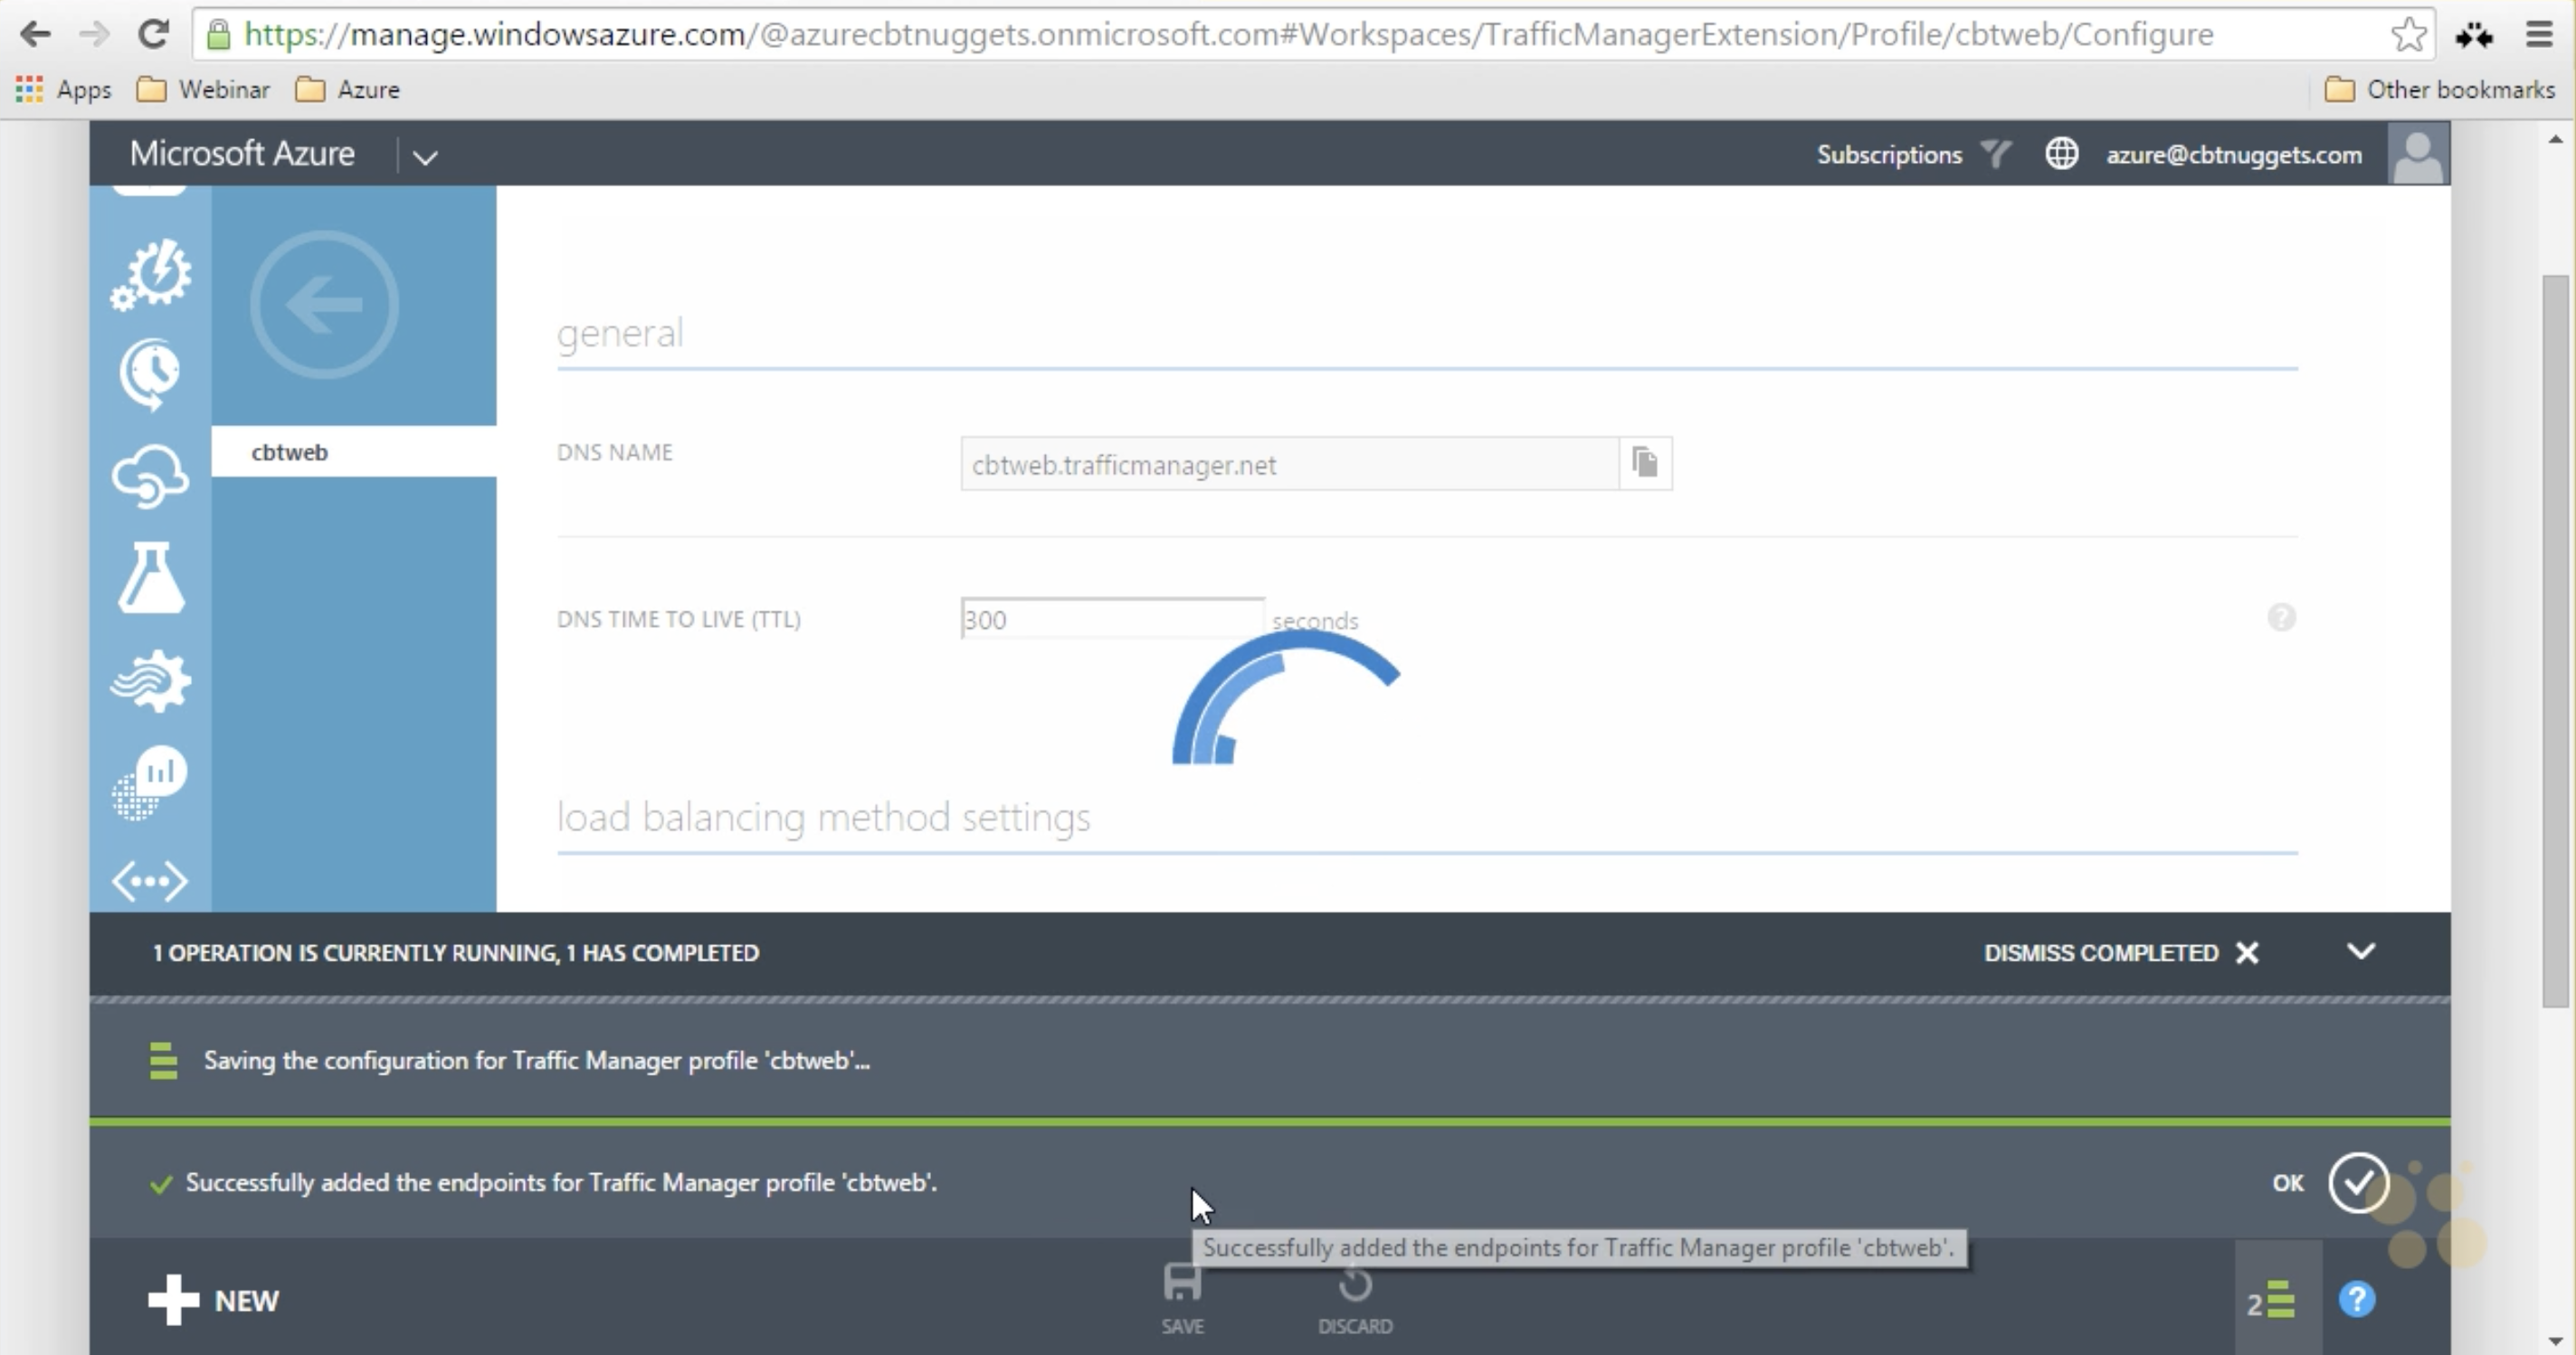 https://manage.windowsazure.com/@azurecbtnuggets.onmicrosoft.com#Workspaces/TrafficManagerExtension/Profile/cbtweb/Configure
Apps Webinar Azure Other bookmarks
Microsoft Azure Subscriptions azure@cbtnuggets.com
general
cbtweb
DNS NAME cbtweb.trafficmanager.net
DNS TIME TO LIVE (TTL) 300 seconds ?
load balancing method settings
1 OPERATION IS CURRENTLY RUNNING, 1 HAS COMPLETED DISMISS COMPLETED
Saving the configuration for Traffic Manager profile 'cbtweb'...
Successfully added the endpoints for Traffic Manager profile 'cbtweb'. OK
Successfully added the endpoints for Traffic Manager profile 'cbtweb'.
NEW SAVE DISCARD 2 ?